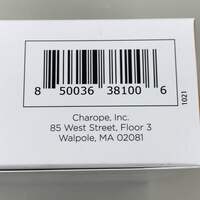 8 50036 38100 6
1021
Charope, Inc.
85 West Street, Floor 3
Walpole, MA 02081